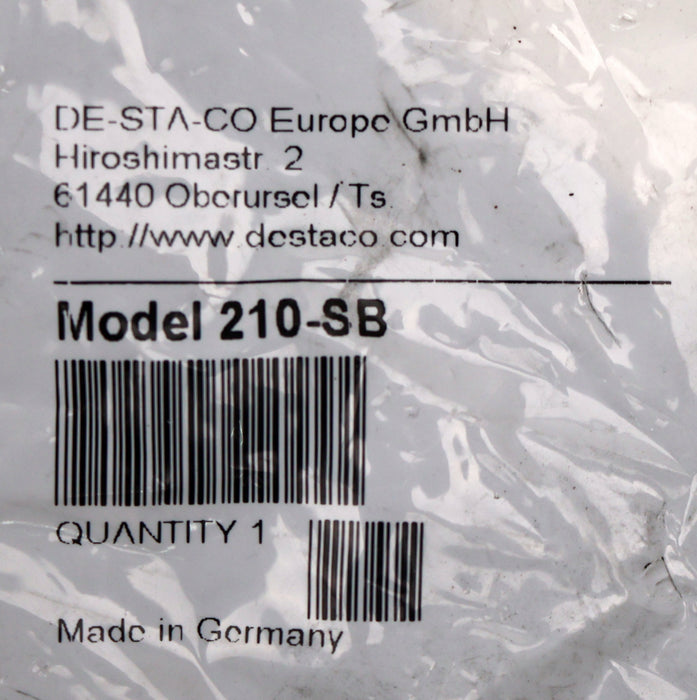 DE-STA-CO Europe GmbH
Hiroshimastr. 2
61440 Oberursel / Ts.
http://www.destaco.com
Model 210-SB
QUANTITY 1
Made in Germany